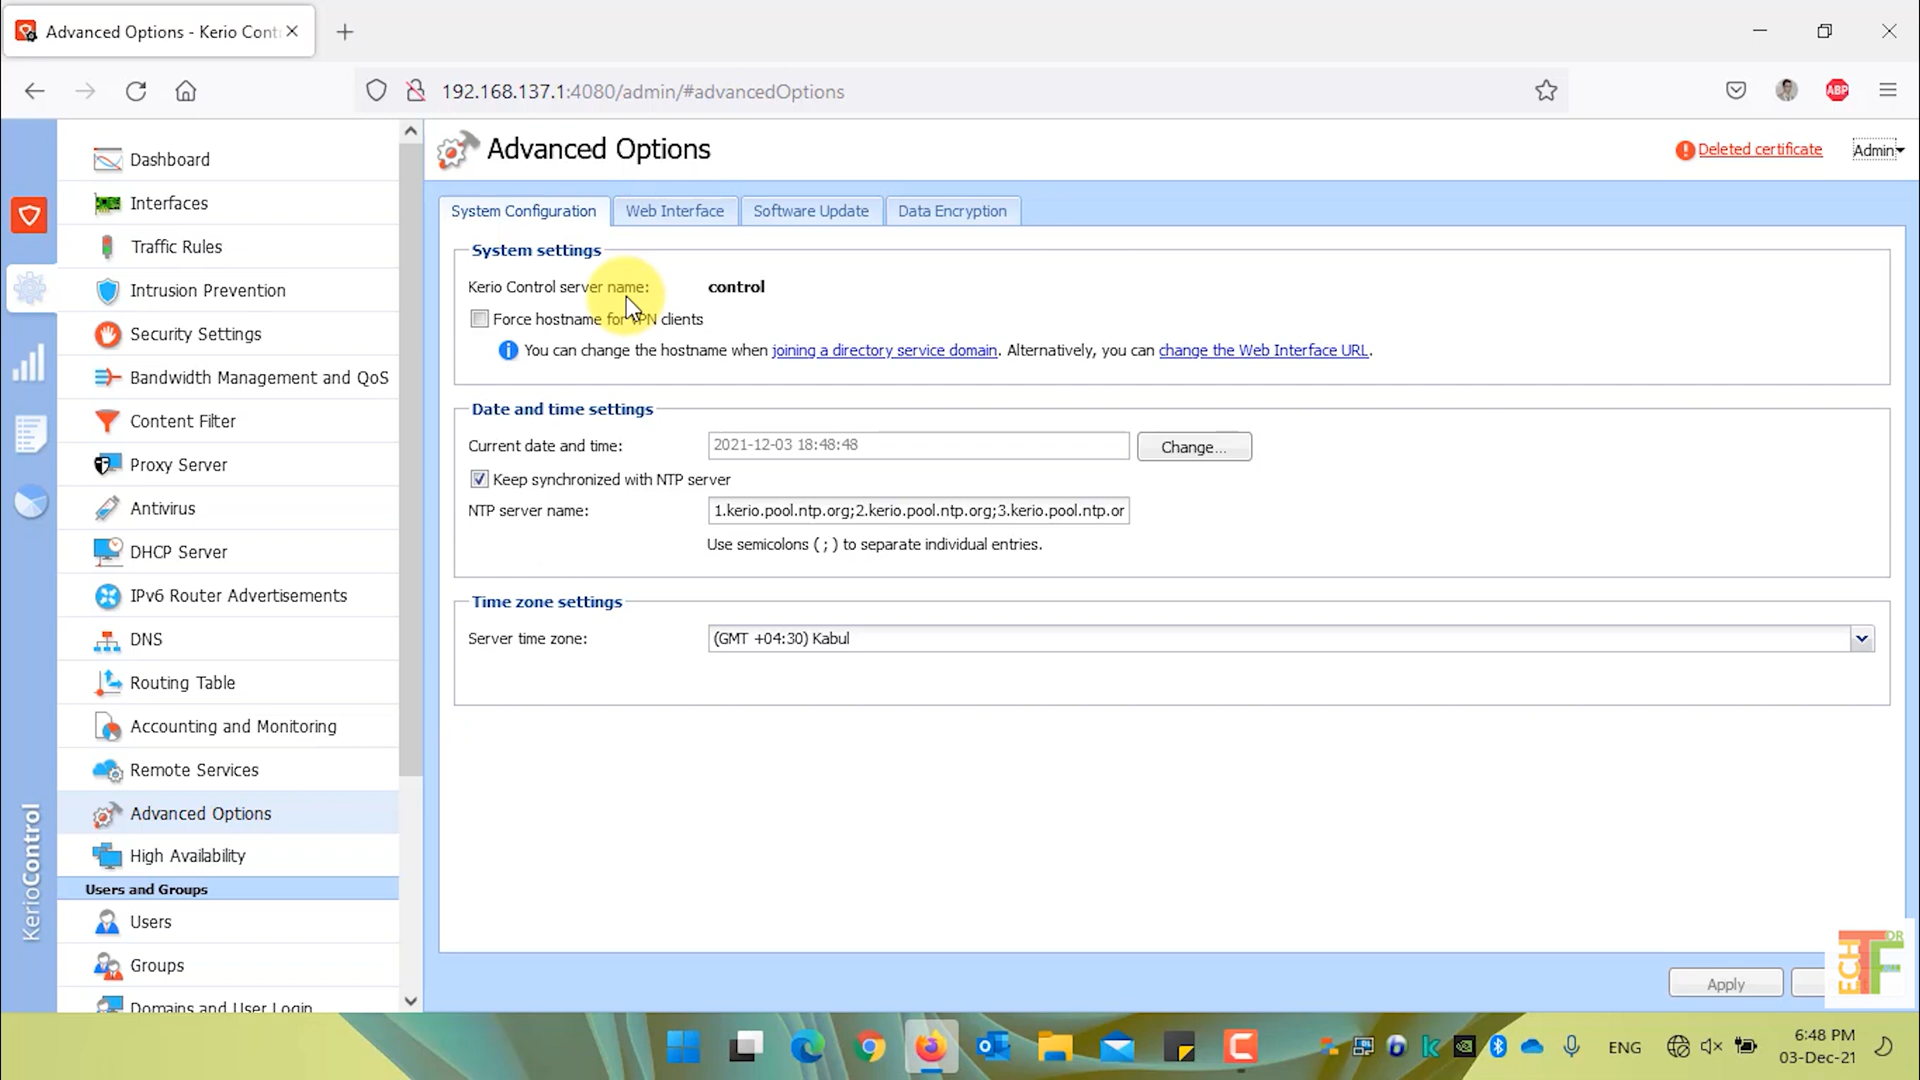 Advanced Options - Kerio Cont
192.168.137.1:4080/admin/#advancedOptions
ABP
Dashboard
Interfaces
Traffic Rules
Intrusion Prevention
Security Settings
Bandwidth Management and QoS
Content Filter
Proxy Server
Antivirus
DHCP Server
IPv6 Router Advertisements
DNS
Routing Table
Accounting and Monitoring
Remote Services
Advanced Options
High Availability
Users and Groups
Users
Groups
Domains and User Login
KerioControl
Advanced Options
Deleted certificate
Admin
System Configuration
Web Interface
Software Update
Data Encryption
System settings
Kerio Control server name: control
Force hostname for VPN clients
You can change the hostname when joining a directory service domain. Alternatively, you can change the Web Interface URL.
Date and time settings
Current date and time: 2021-12-03 18:48:48 Change...
Keep synchronized with NTP server
NTP server name: 1.kerio.pool.ntp.org;2.kerio.pool.ntp.org;3.kerio.pool.ntp.or
Use semicolons ( ; ) to separate individual entries.
Time zone settings
Server time zone: (GMT +04:30) Kabul
Apply
ENG
6:48 PM
03-Dec-21